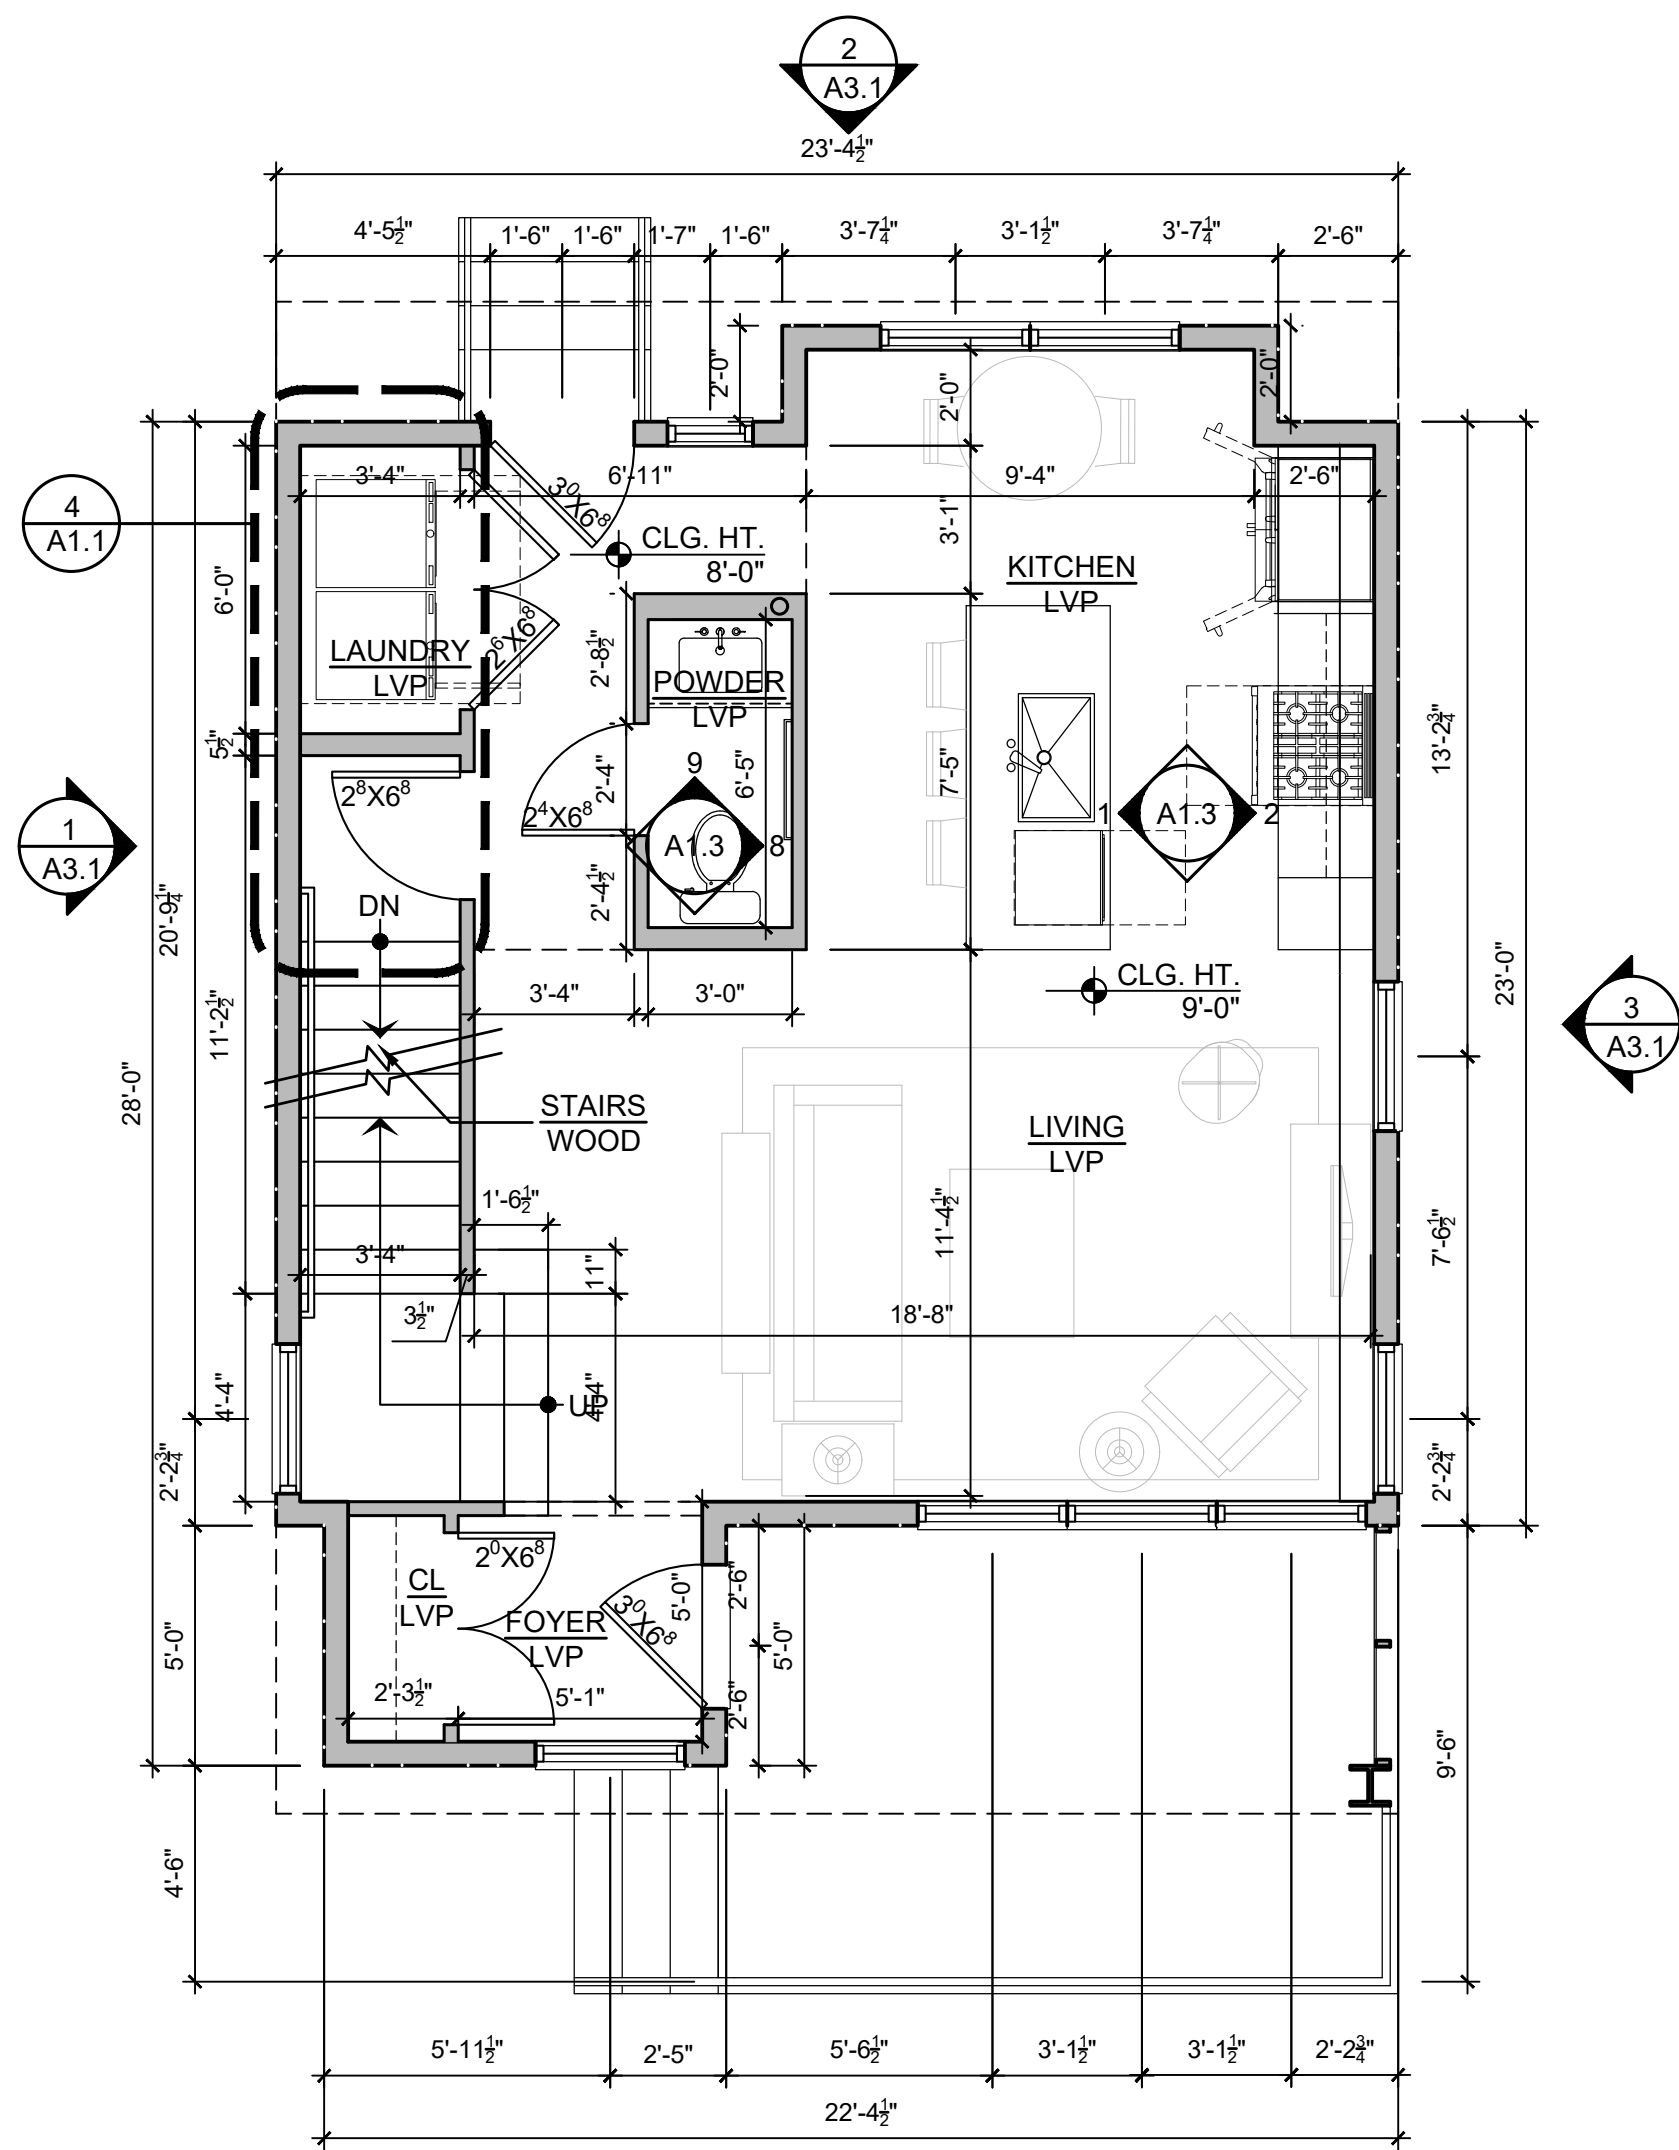 2
A3.1
23'-4½"
4'-5½"
1'-6"
1'-6"
1'-7"
1'-6"
3'-7¼"
3'-1½"
3'-7¼"
2'-6"
2'-0"
2'-0"
2'-0"
3'-4"
6'-11"
9'-4"
2'-6"
3⁰X6⁸
3'-1"
4
A1.1
CLG. HT.
8'-0"
KITCHEN
LVP
6'-0"
2⁶X6⁸
LAUNDRY
LVP
2'-8½"
POWDER
LVP
5½"
2⁸X6⁸
2⁴X6⁸
2'-4"
9
6'-5"
7'-5"
13'-2¾"
1
A3.1
A1.3
8
1
A1.3
2
2'-4½"
DN
20'-9¼"
3'-4"
3'-0"
CLG. HT.
9'-0"
23'-0"
3
A3.1
11'-2½"
28'-0"
STAIRS
WOOD
LIVING
LVP
1'-6½"
11'-4½"
7'-6½"
3'-4"
11"
3½"
18'-8"
4'-4"
UP
4'-4"
2'-2¾"
2'-2¾"
2⁰X6⁸
CL
LVP
FOYER
LVP
3⁰X6⁸
5'-0"
2'-6"
5'-0"
5'-0"
2'-3½"
5'-1"
2'-6"
9'-6"
4'-6"
5'-11½"
2'-5"
5'-6½"
3'-1½"
3'-1½"
2'-2¾"
22'-4½"